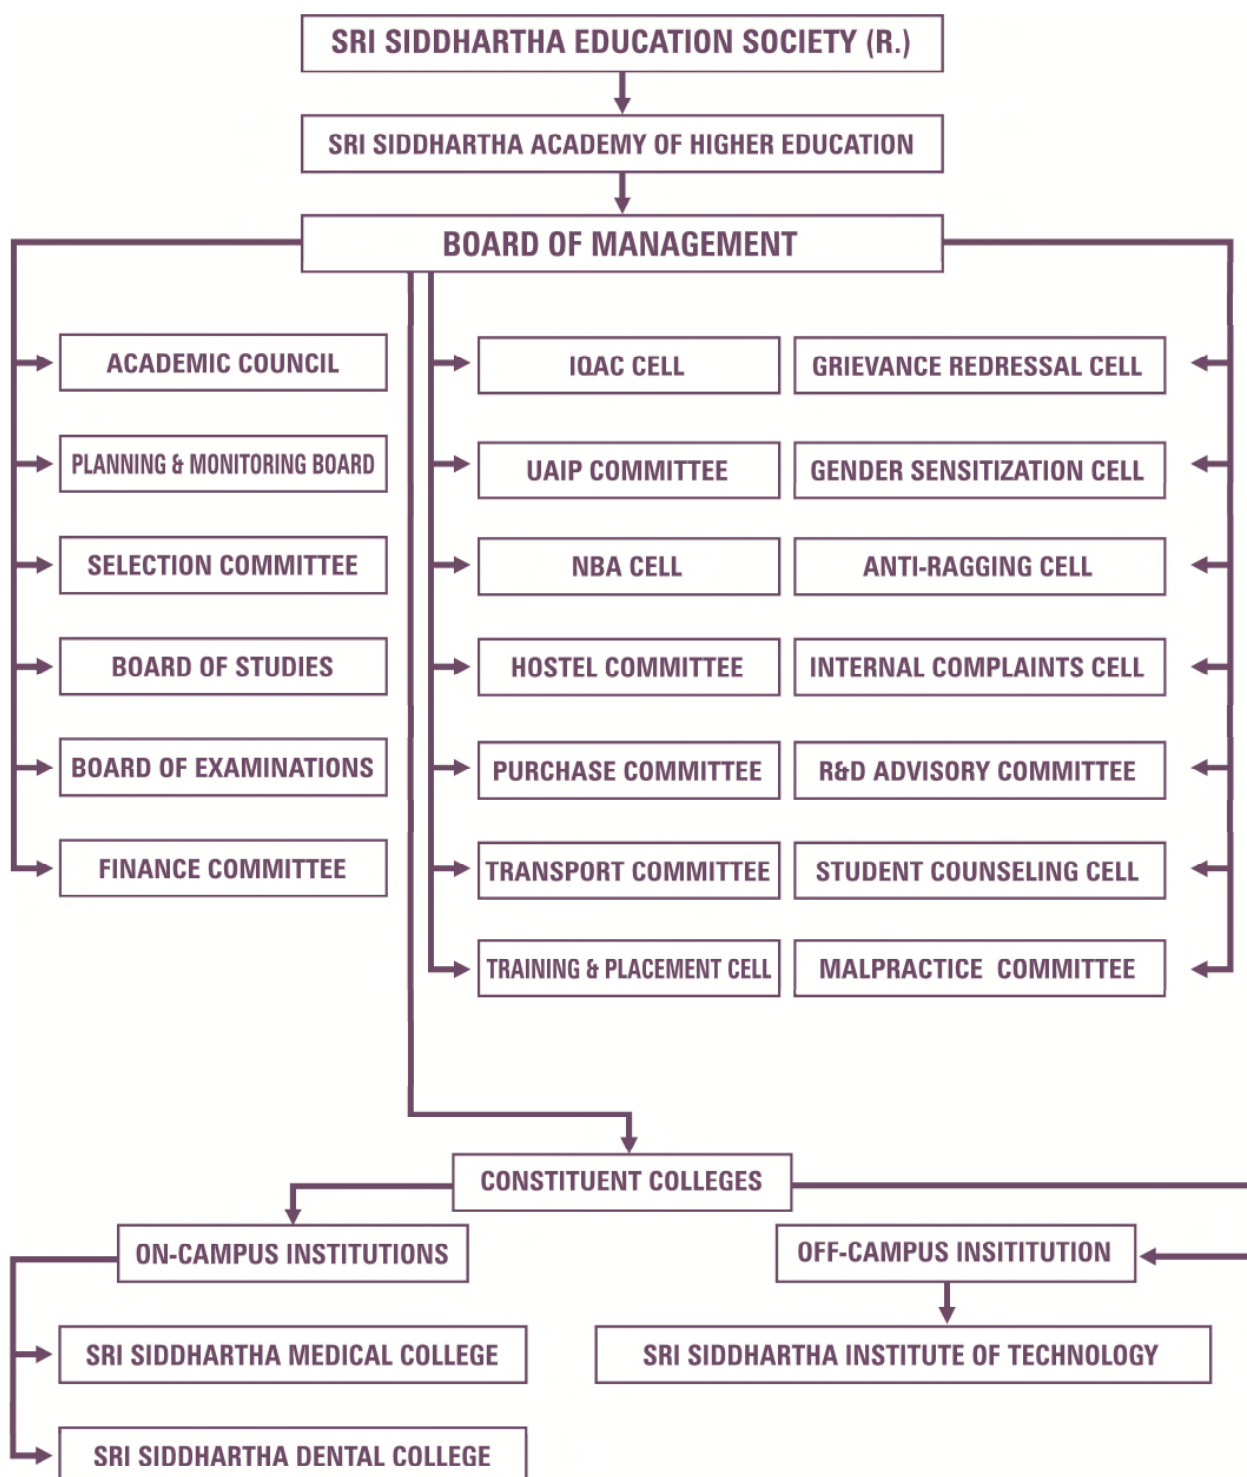 SRI SIDDHARTHA EDUCATION SOCIETY (R.)
SRI SIDDHARTHA ACADEMY OF HIGHER EDUCATION
BOARD OF MANAGEMENT
ACADEMIC COUNCIL
PLANNING & MONITORING BOARD
SELECTION COMMITTEE
BOARD OF STUDIES
BOARD OF EXAMINATIONS
FINANCE COMMITTEE
IQAC CELL
UAIP COMMITTEE
NBA CELL
HOSTEL COMMITTEE
PURCHASE COMMITTEE
TRANSPORT COMMITTEE
TRAINING & PLACEMENT CELL
GRIEVANCE REDRESSAL CELL
GENDER SENSITIZATION CELL
ANTI-RAGGING CELL
INTERNAL COMPLAINTS CELL
R&D ADVISORY COMMITTEE
STUDENT COUNSELING CELL
MALPRACTICE COMMITTEE
CONSTITUENT COLLEGES
ON-CAMPUS INSTITUTIONS
SRI SIDDHARTHA MEDICAL COLLEGE
SRI SIDDHARTHA DENTAL COLLEGE
OFF-CAMPUS INSITITUTION
SRI SIDDHARTHA INSTITUTE OF TECHNOLOGY